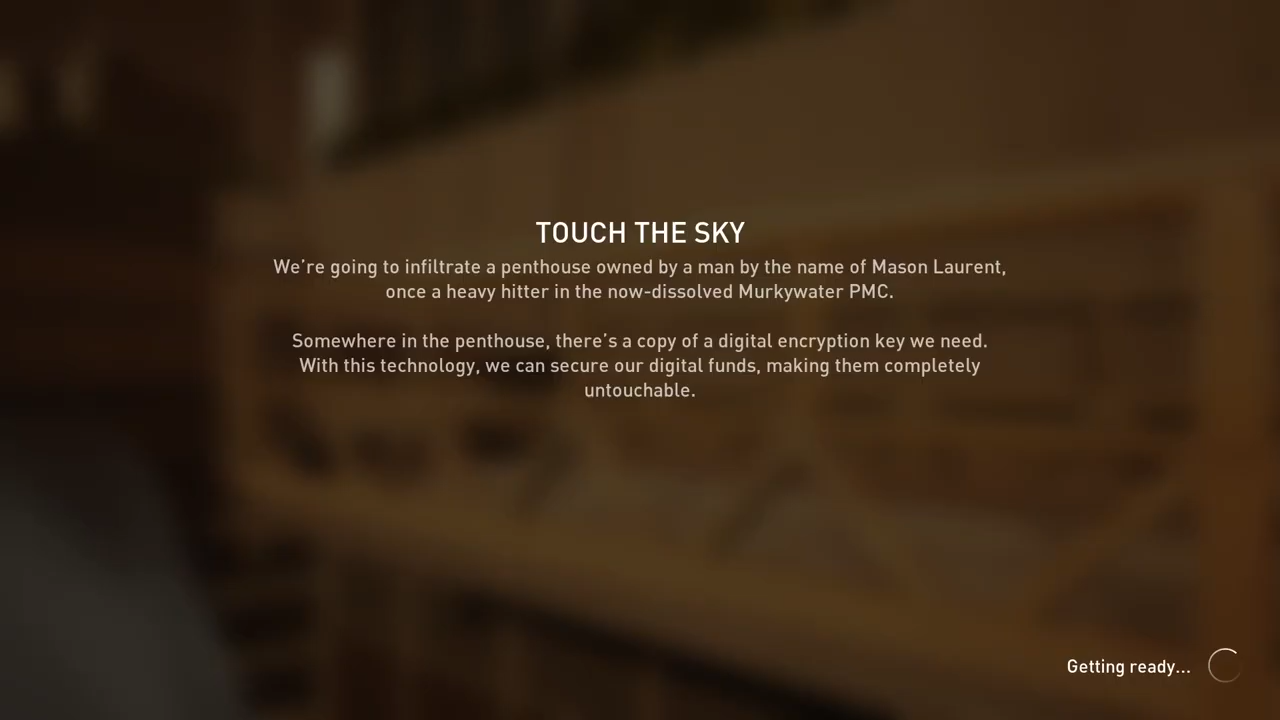 TOUCH THE SKY
We're going to infiltrate a penthouse owned by a man by the name of Mason Laurent,
once a heavy hitter in the now-dissolved Murkywater PMC.
Somewhere in the penthouse, there's a copy of a digital encryption key we need.
With this technology, we can secure our digital funds, making them completely
untouchable.
Getting ready...